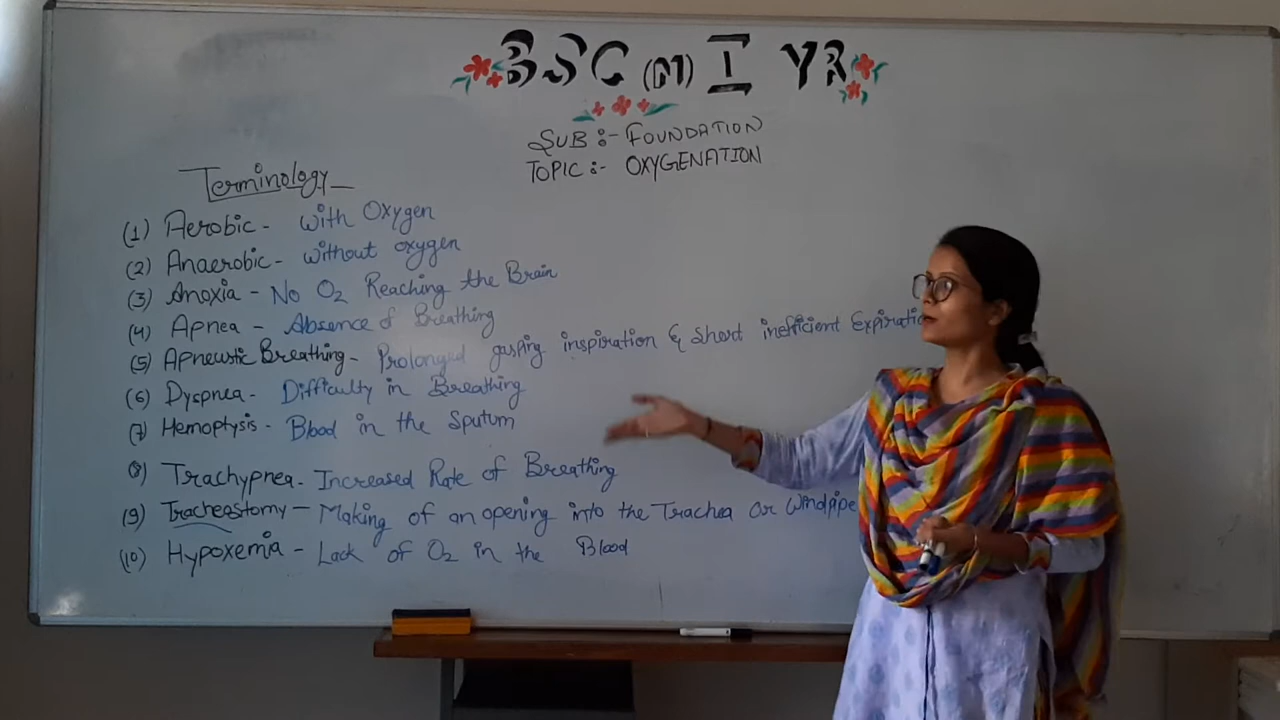 BSC (N) I YR
SUB :- FOUNDATION
TOPIC :- OXYGENATION
Terminology
(1) Aerobic - With Oxygen
(2) Anaerobic - Without oxygen
(3) Anoxia - No O2 Reaching the Brain
(4) Apnea - Absence of Breathing
(5) Apneustic Breathing - Prolonged gasping inspiration & Short inefficient Expiratio
(6) Dyspnea - Difficulty in Breathing
(7) Hemoptysis - Blood in the Sputum
8) Trachypnea - Increased Rate of Breathing
(9) Tracheostomy - Making of an opening into the Trachea or Windpipe
(10) Hypoxemia - Lack of O2 in the Blood